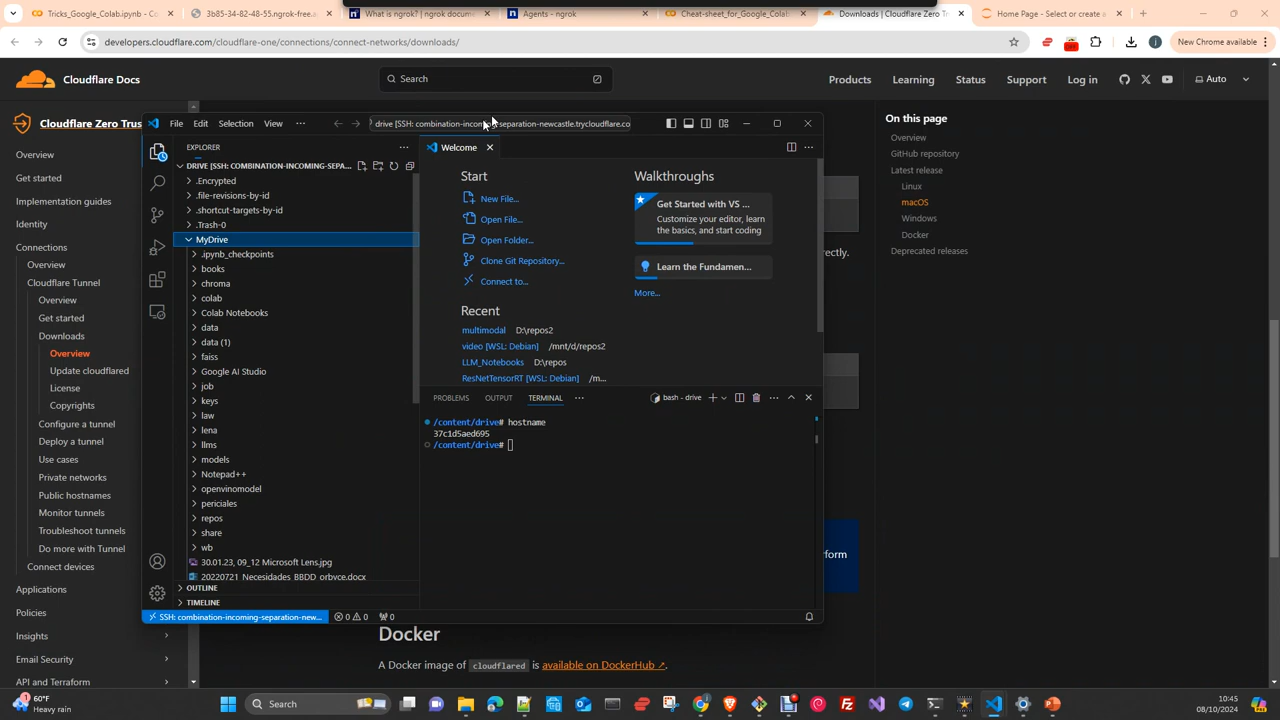 Tricks_Google_Colab.ipynb - C
3b85-34-82-48-55.ngrok-free.a
What is ngrok? | ngrok docume
Agents - ngrok
Cheat-sheet_for_Google_Colab
Downloads | Cloudflare Zero Tru
Home Page - Select or create a
developers.cloudflare.com/cloudflare-one/connections/connect-networks/downloads/
OFF
New Chrome available
Cloudflare Docs
Search
Products
Learning
Status
Support
Log in
Auto
Cloudflare Zero Trus
Overview
Get started
Implementation guides
Identity
Connections
Overview
Cloudflare Tunnel
Overview
Get started
Downloads
Overview
Update cloudflared
License
Copyrights
Configure a tunnel
Deploy a tunnel
Use cases
Private networks
Public hostnames
Monitor tunnels
Troubleshoot tunnels
Do more with Tunnel
Connect devices
Applications
Policies
Insights
Email Security
API and Terraform
File
Edit
Selection
View
drive [SSH: combination-incoming-separation-newcastle.trycloudflare.co
EXPLORER
DRIVE [SSH: COMBINATION-INCOMING-SEPA...
.Encrypted
.file-revisions-by-id
.shortcut-targets-by-id
.Trash-0
MyDrive
.ipynb_checkpoints
books
chroma
colab
Colab Notebooks
data
data (1)
faiss
Google AI Studio
job
keys
law
lena
llms
models
Notepad++
openvinomodel
periciales
repos
share
wb
30.01.23, 09_12 Microsoft Lens.jpg
20220721 Necesidades BBDD orbyce.docx
OUTLINE
TIMELINE
Welcome
Start
New File...
Open File...
Open Folder...
Clone Git Repository...
Connect to...
Recent
multimodal D:\repos2
video [WSL: Debian] /mnt/d/repos2
LLM_Notebooks D:\repos
ResNetTensorRT [WSL: Debian] /m...
Walkthroughs
Get Started with VS ...
Customize your editor, learn
the basics, and start coding
Learn the Fundamen...
More...
PROBLEMS
OUTPUT
TERMINAL
bash - drive
/content/drive# hostname
37c1d5aed695
/content/drive#
SSH: combination-incoming-separation-new...
0
0
0
ectly.
form
Overview
GitHub repository
Latest release
Linux
macOS
Windows
Docker
Deprecated releases
Docker
A Docker image of cloudflared is available on DockerHub ↗.
1
60°F
Heavy rain
Search
10:45
08/10/2024